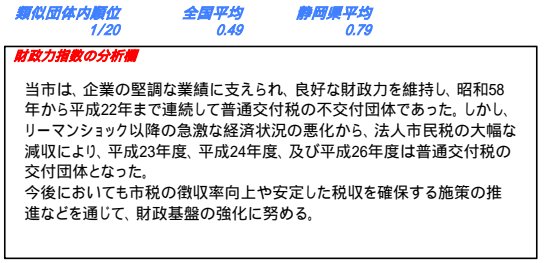 類似団体内順位 全国平均 静岡県平均
1/20 0.49 0.79
財政力指数の分析欄
当市は、企業の堅調な業績に支えられ、良好な財政力を維持し、昭和58
年から平成22年まで連続して普通交付税の不交付団体であった。しかし、
リーマンショック以降の急激な経済状況の悪化から、法人市民税の大幅な
減収により、平成23年度、平成24年度、及び平成26年度は普通交付税の
交付団体となった。
今後においても市税の徴収率向上や安定した税収を確保する施策の推
進などを通じて、財政基盤の強化に努める。